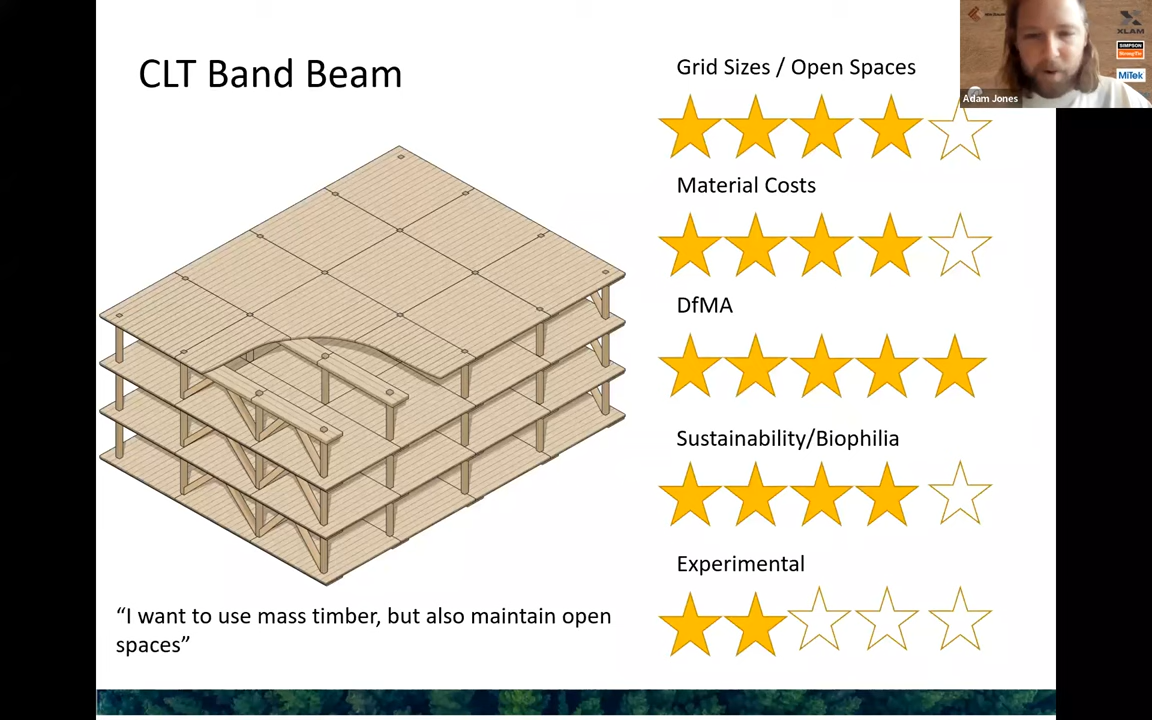 CLT Band Beam
Grid Sizes / Open Spaces
Material Costs
DfMA
Sustainability/Biophilia
Experimental
“I want to use mass timber, but also maintain open
spaces”
XLAM
SIMPSON
Strong-Tie
MiTek
Adam Jones